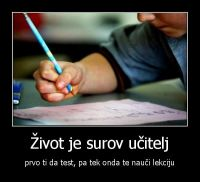 Život je surov učitelj
prvo ti da test, pa tek onda te nauči lekciju